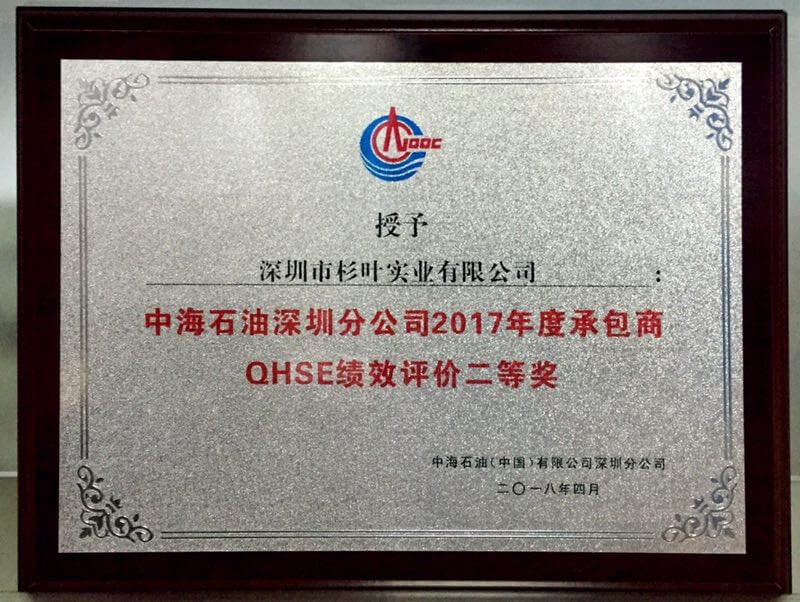 CNOOC
授予
深圳市杉叶实业有限公司：
中海石油深圳分公司2017年度承包商
QHSE绩效评价二等奖
中海石油（中国）有限公司深圳分公司
二〇一八年四月